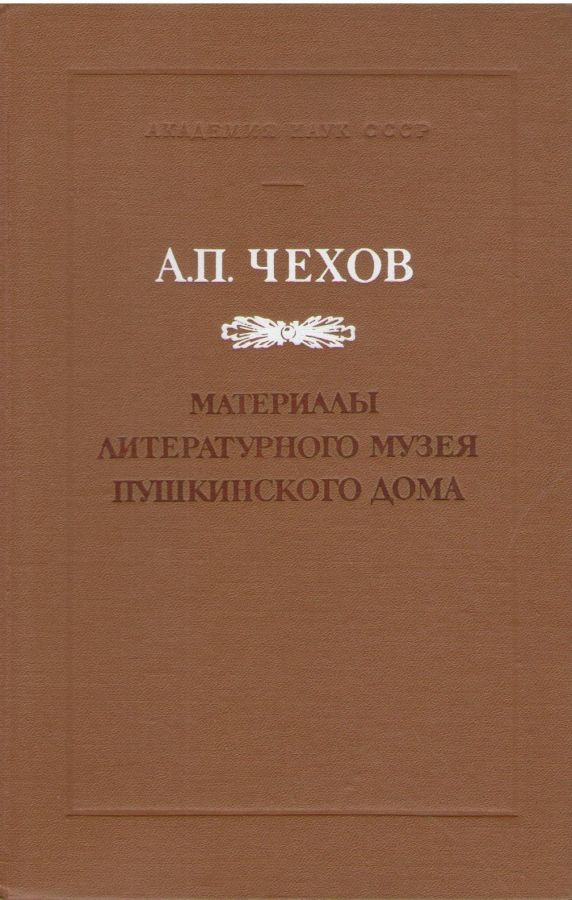 АКАДЕМИЯ НАУК СССР
А.П. ЧЕХОВ
МАТЕРИАЛЫ
ЛИТЕРАТУРНОГО МУЗЕЯ
ПУШКИНСКОГО ДОМА